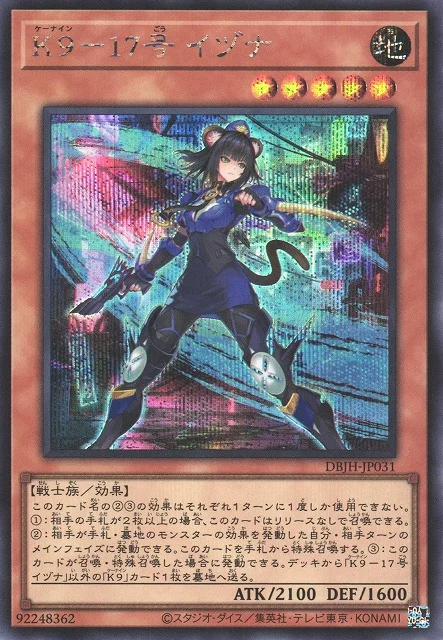 K9－17号 イヅナ
地
DBJH-JP031
【戦士族／効果】
このカード名の②③の効果はそれぞれ１ターンに１度しか使用できない。
①：相手の手札が２枚以上の場合、このカードはリリースなしで召喚できる。
②：相手が手札・墓地のモンスターの効果を発動した自分・相手ターンの
メインフェイズに発動できる。このカードを手札から特殊召喚する。③：このカ
ードが召喚・特殊召喚した場合に発動できる。デッキから「K9－17号
イヅナ」以外の「K9」カード１枚を墓地へ送る。
ATK/2100 DEF/1600
92248362
©スタジオ・ダイス／集英社・テレビ東京・KONAMI